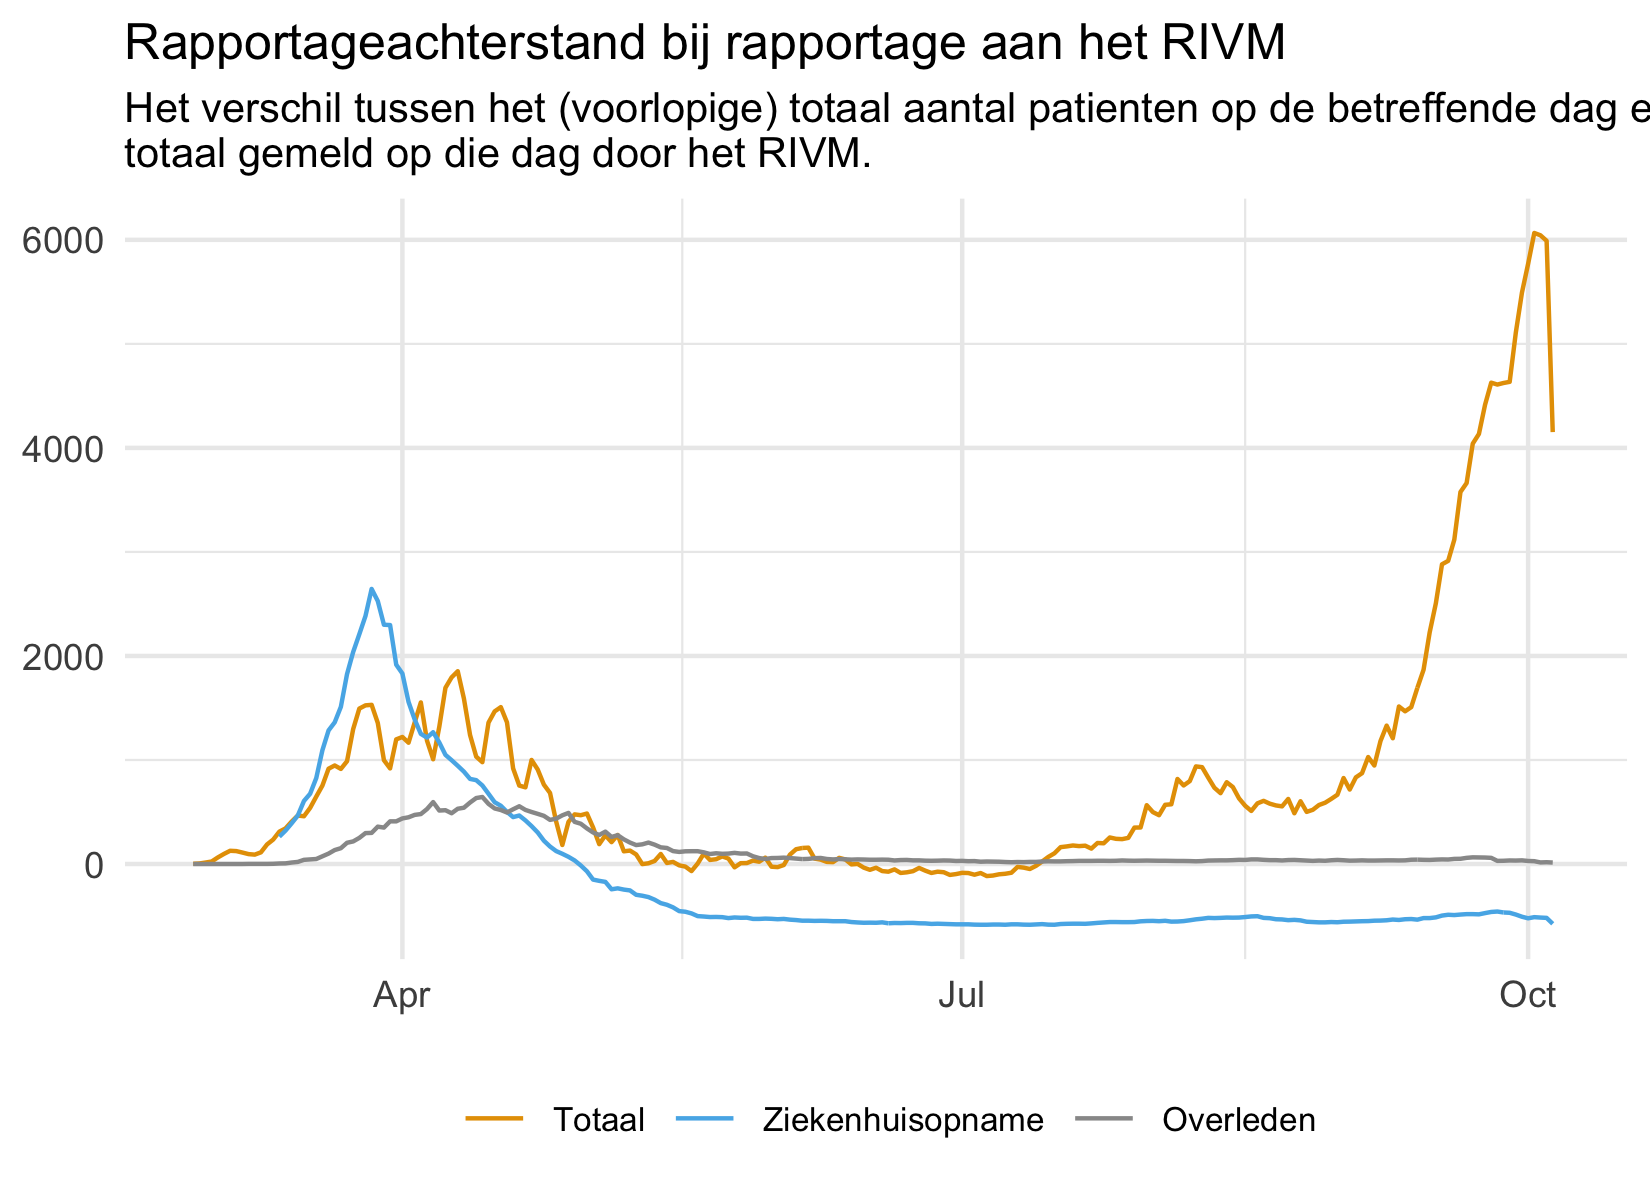 Rapportageachterstand bij rapportage aan het RIVM
Het verschil tussen het (voorlopige) totaal aantal patienten op de betreffende dag e
totaal gemeld op die dag door het RIVM.
6000
4000
2000
0
Apr Jul Oct
Totaal Ziekenhuisopname Overleden